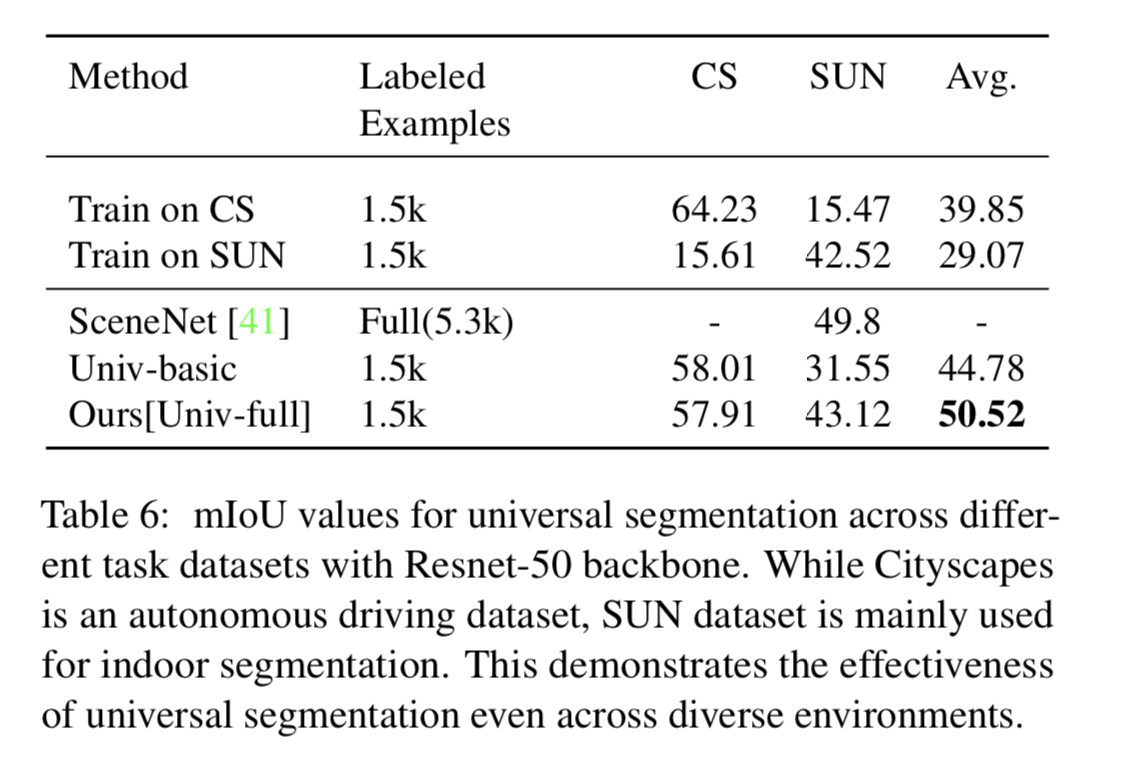 Method Labeled Examples CS SUN Avg.
Train on CS 1.5k 64.23 15.47 39.85
Train on SUN 1.5k 15.61 42.52 29.07
SceneNet [41] Full(5.3k) - 49.8 -
Univ-basic 1.5k 58.01 31.55 44.78
Ours[Univ-full] 1.5k 57.91 43.12 50.52
Table 6: mIoU values for universal segmentation across differ-
ent task datasets with Resnet-50 backbone. While Cityscapes
is an autonomous driving dataset, SUN dataset is mainly used
for indoor segmentation. This demonstrates the effectiveness
of universal segmentation even across diverse environments.